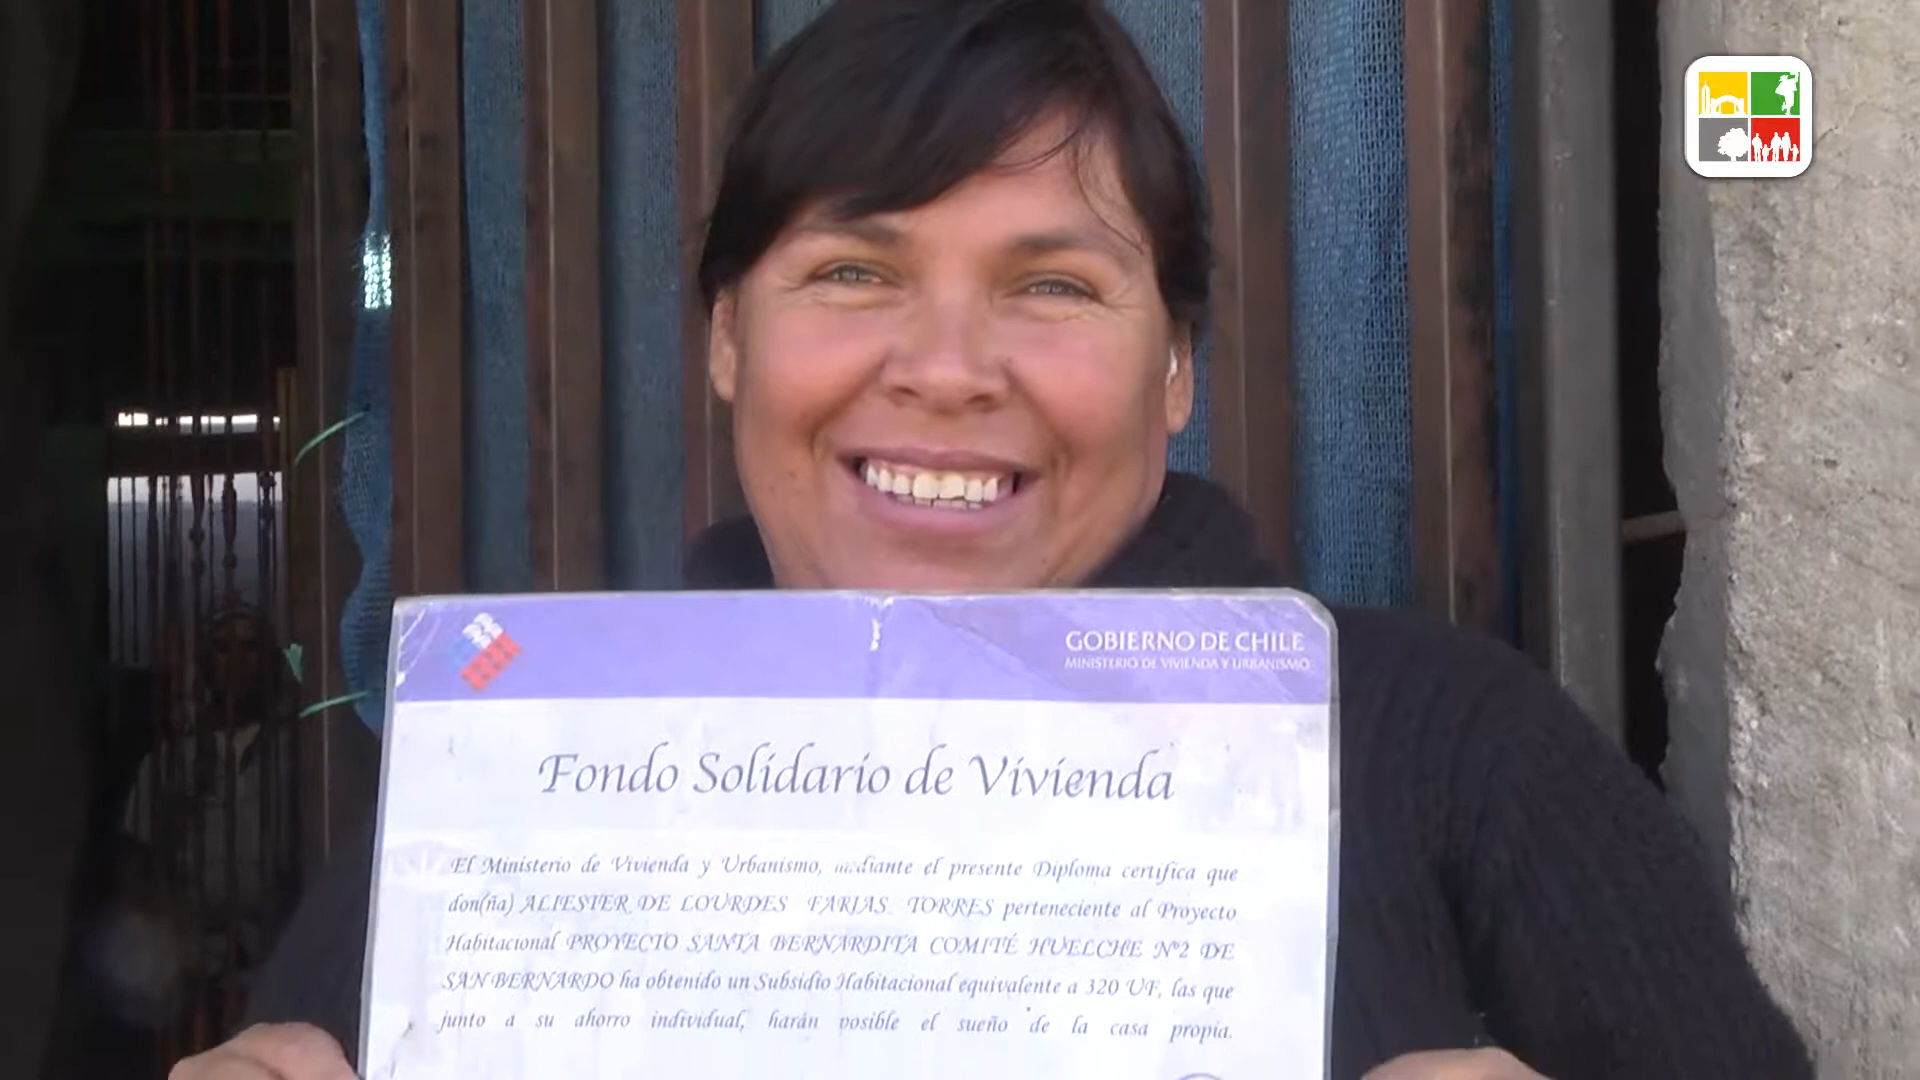 GOBIERNO DE CHILE
MINISTERIO DE VIVIENDA Y URBANISMO
Fondo Solidario de Vivienda
El Ministerio de Vivienda y Urbanismo, mediante el presente Diploma certifica que
don(ña) ALIESTER DE LOURDES FARIAS TORRES perteneciente al Proyecto
Habitacional PROYECTO SANTA BERNARDITA COMITÉ HUELCHE Nº2 DE
SAN BERNARDO ha obtenido un Subsidio Habitacional equivalente a 320 UF, las que
junto a su ahorro individual, harán posible el sueño de la casa propia.